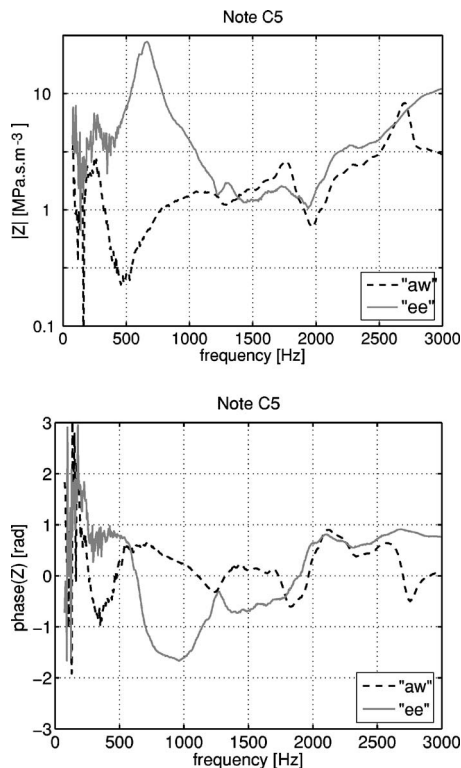 Note C5
|Z| [MPa.s.m⁻³]
10
1
0.1
0 500 1000 1500 2000 2500 3000
frequency [Hz]
"aw"
"ee"
Note C5
phase(Z) [rad]
3
2
1
0
−1
−2
−3
0 500 1000 1500 2000 2500 3000
frequency [Hz]
"aw"
"ee"